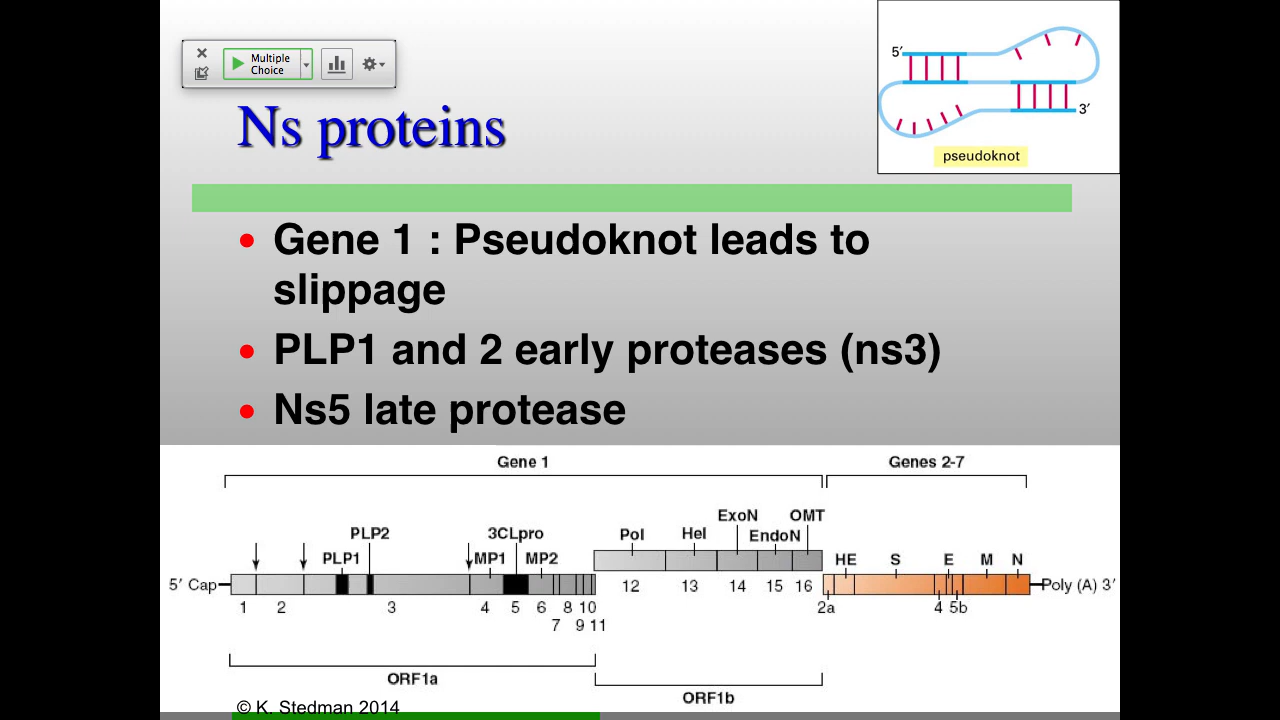 Multiple
Choice
5′
3′
pseudoknot
Ns proteins
• Gene 1 : Pseudoknot leads to
slippage
• PLP1 and 2 early proteases (ns3)
• Ns5 late protease
Gene 1 Genes 2-7
ExoN OMT
PLP2 3CLpro Pol Hel EndoN
PLP1 MP1 MP2 HE S E M N
5′ Cap Poly (A) 3′
12 13 14 15 16
1 2 3 4 5 6 8 10 2a 4 5b
7 9 11
ORF1a
ORF1b
© K. Stedman 2014